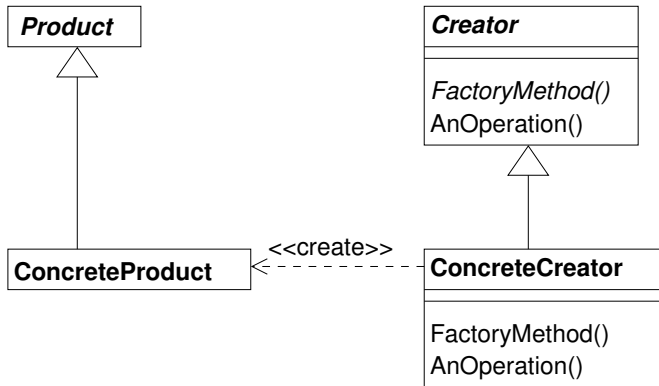 Product
Creator
FactoryMethod()
AnOperation()
<<create>>
ConcreteProduct
ConcreteCreator
FactoryMethod()
AnOperation()